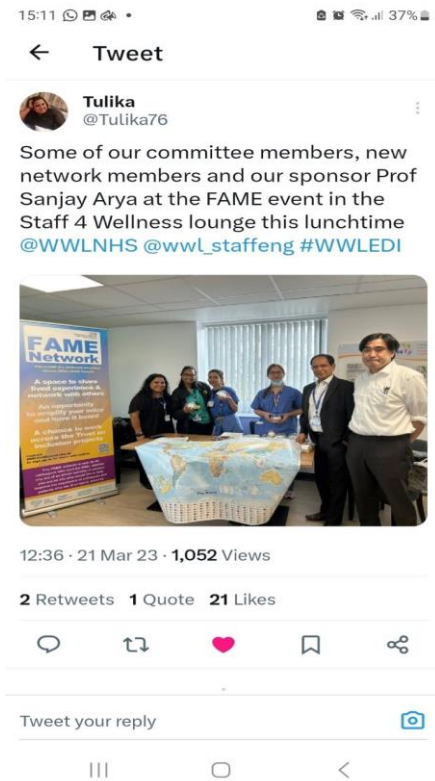 15:11
37%
Tweet
Tulika
@Tulika76
Some of our committee members, new
network members and our sponsor Prof
Sanjay Arya at the FAME event in the
Staff 4 Wellness lounge this lunchtime
@WWLNHS @wwl_staffeng #WWLEDI
FAME
Network
A space to share
lived experience &
network with others
An opportunity
to amplify your voice
and have it heard
A chance to work
across the Trust on
inclusion projects
12:36 · 21 Mar 23 · 1,052 Views
2 Retweets 1 Quote 21 Likes
Tweet your reply